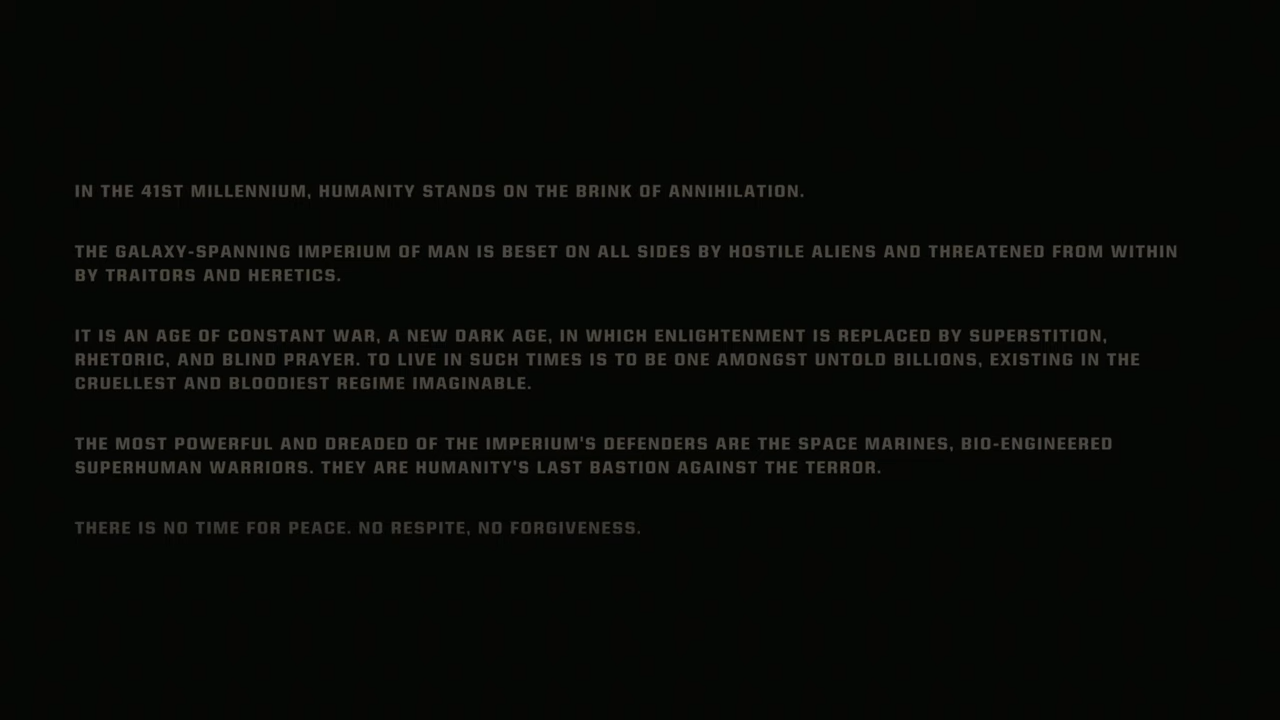 IN THE 41ST MILLENNIUM, HUMANITY STANDS ON THE BRINK OF ANNIHILATION.
THE GALAXY-SPANNING IMPERIUM OF MAN IS BESET ON ALL SIDES BY HOSTILE ALIENS AND THREATENED FROM WITHIN
BY TRAITORS AND HERETICS.
IT IS AN AGE OF CONSTANT WAR, A NEW DARK AGE, IN WHICH ENLIGHTENMENT IS REPLACED BY SUPERSTITION,
RHETORIC, AND BLIND PRAYER. TO LIVE IN SUCH TIMES IS TO BE ONE AMONGST UNTOLD BILLIONS, EXISTING IN THE
CRUELLEST AND BLOODIEST REGIME IMAGINABLE.
THE MOST POWERFUL AND DREADED OF THE IMPERIUM'S DEFENDERS ARE THE SPACE MARINES, BIO-ENGINEERED
SUPERHUMAN WARRIORS. THEY ARE HUMANITY'S LAST BASTION AGAINST THE TERROR.
THERE IS NO TIME FOR PEACE. NO RESPITE, NO FORGIVENESS.